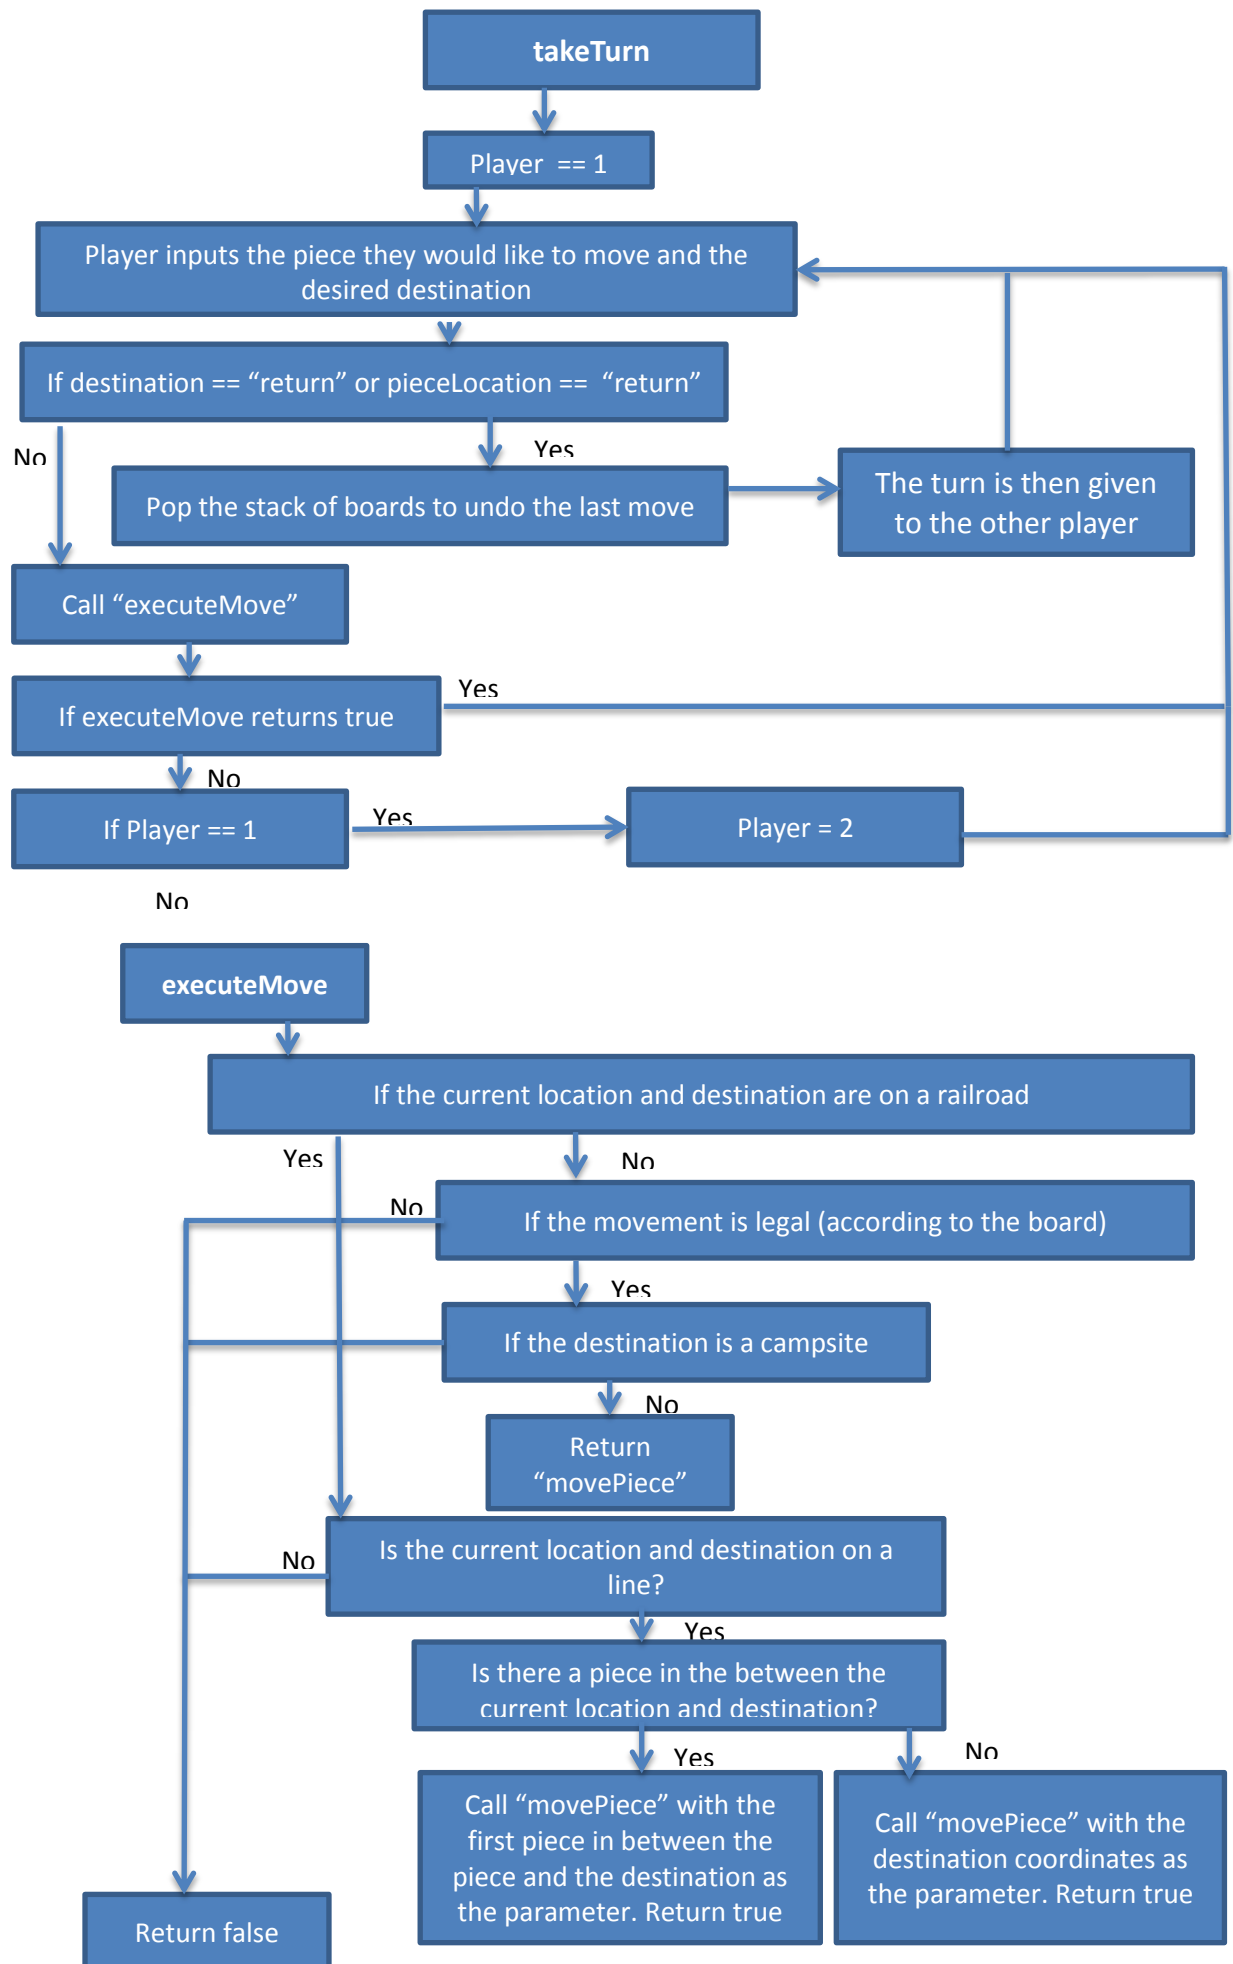 takeTurn
Player == 1
Player inputs the piece they would like to move and the
desired destination
If destination == “return” or pieceLocation == “return”
No
Yes
Pop the stack of boards to undo the last move
The turn is then given
to the other player
Call “executeMove”
If executeMove returns true
Yes
No
If Player == 1
Yes
Player = 2
No
executeMove
If the current location and destination are on a railroad
Yes
No
No
If the movement is legal (according to the board)
Yes
If the destination is a campsite
No
Return
“movePiece”
No
Is the current location and destination on a
line?
Yes
Is there a piece in the between the
current location and destination?
Yes
No
Call “movePiece” with the
first piece in between the
piece and the destination as
the parameter. Return true
Call “movePiece” with the
destination coordinates as
the parameter. Return true
Return false